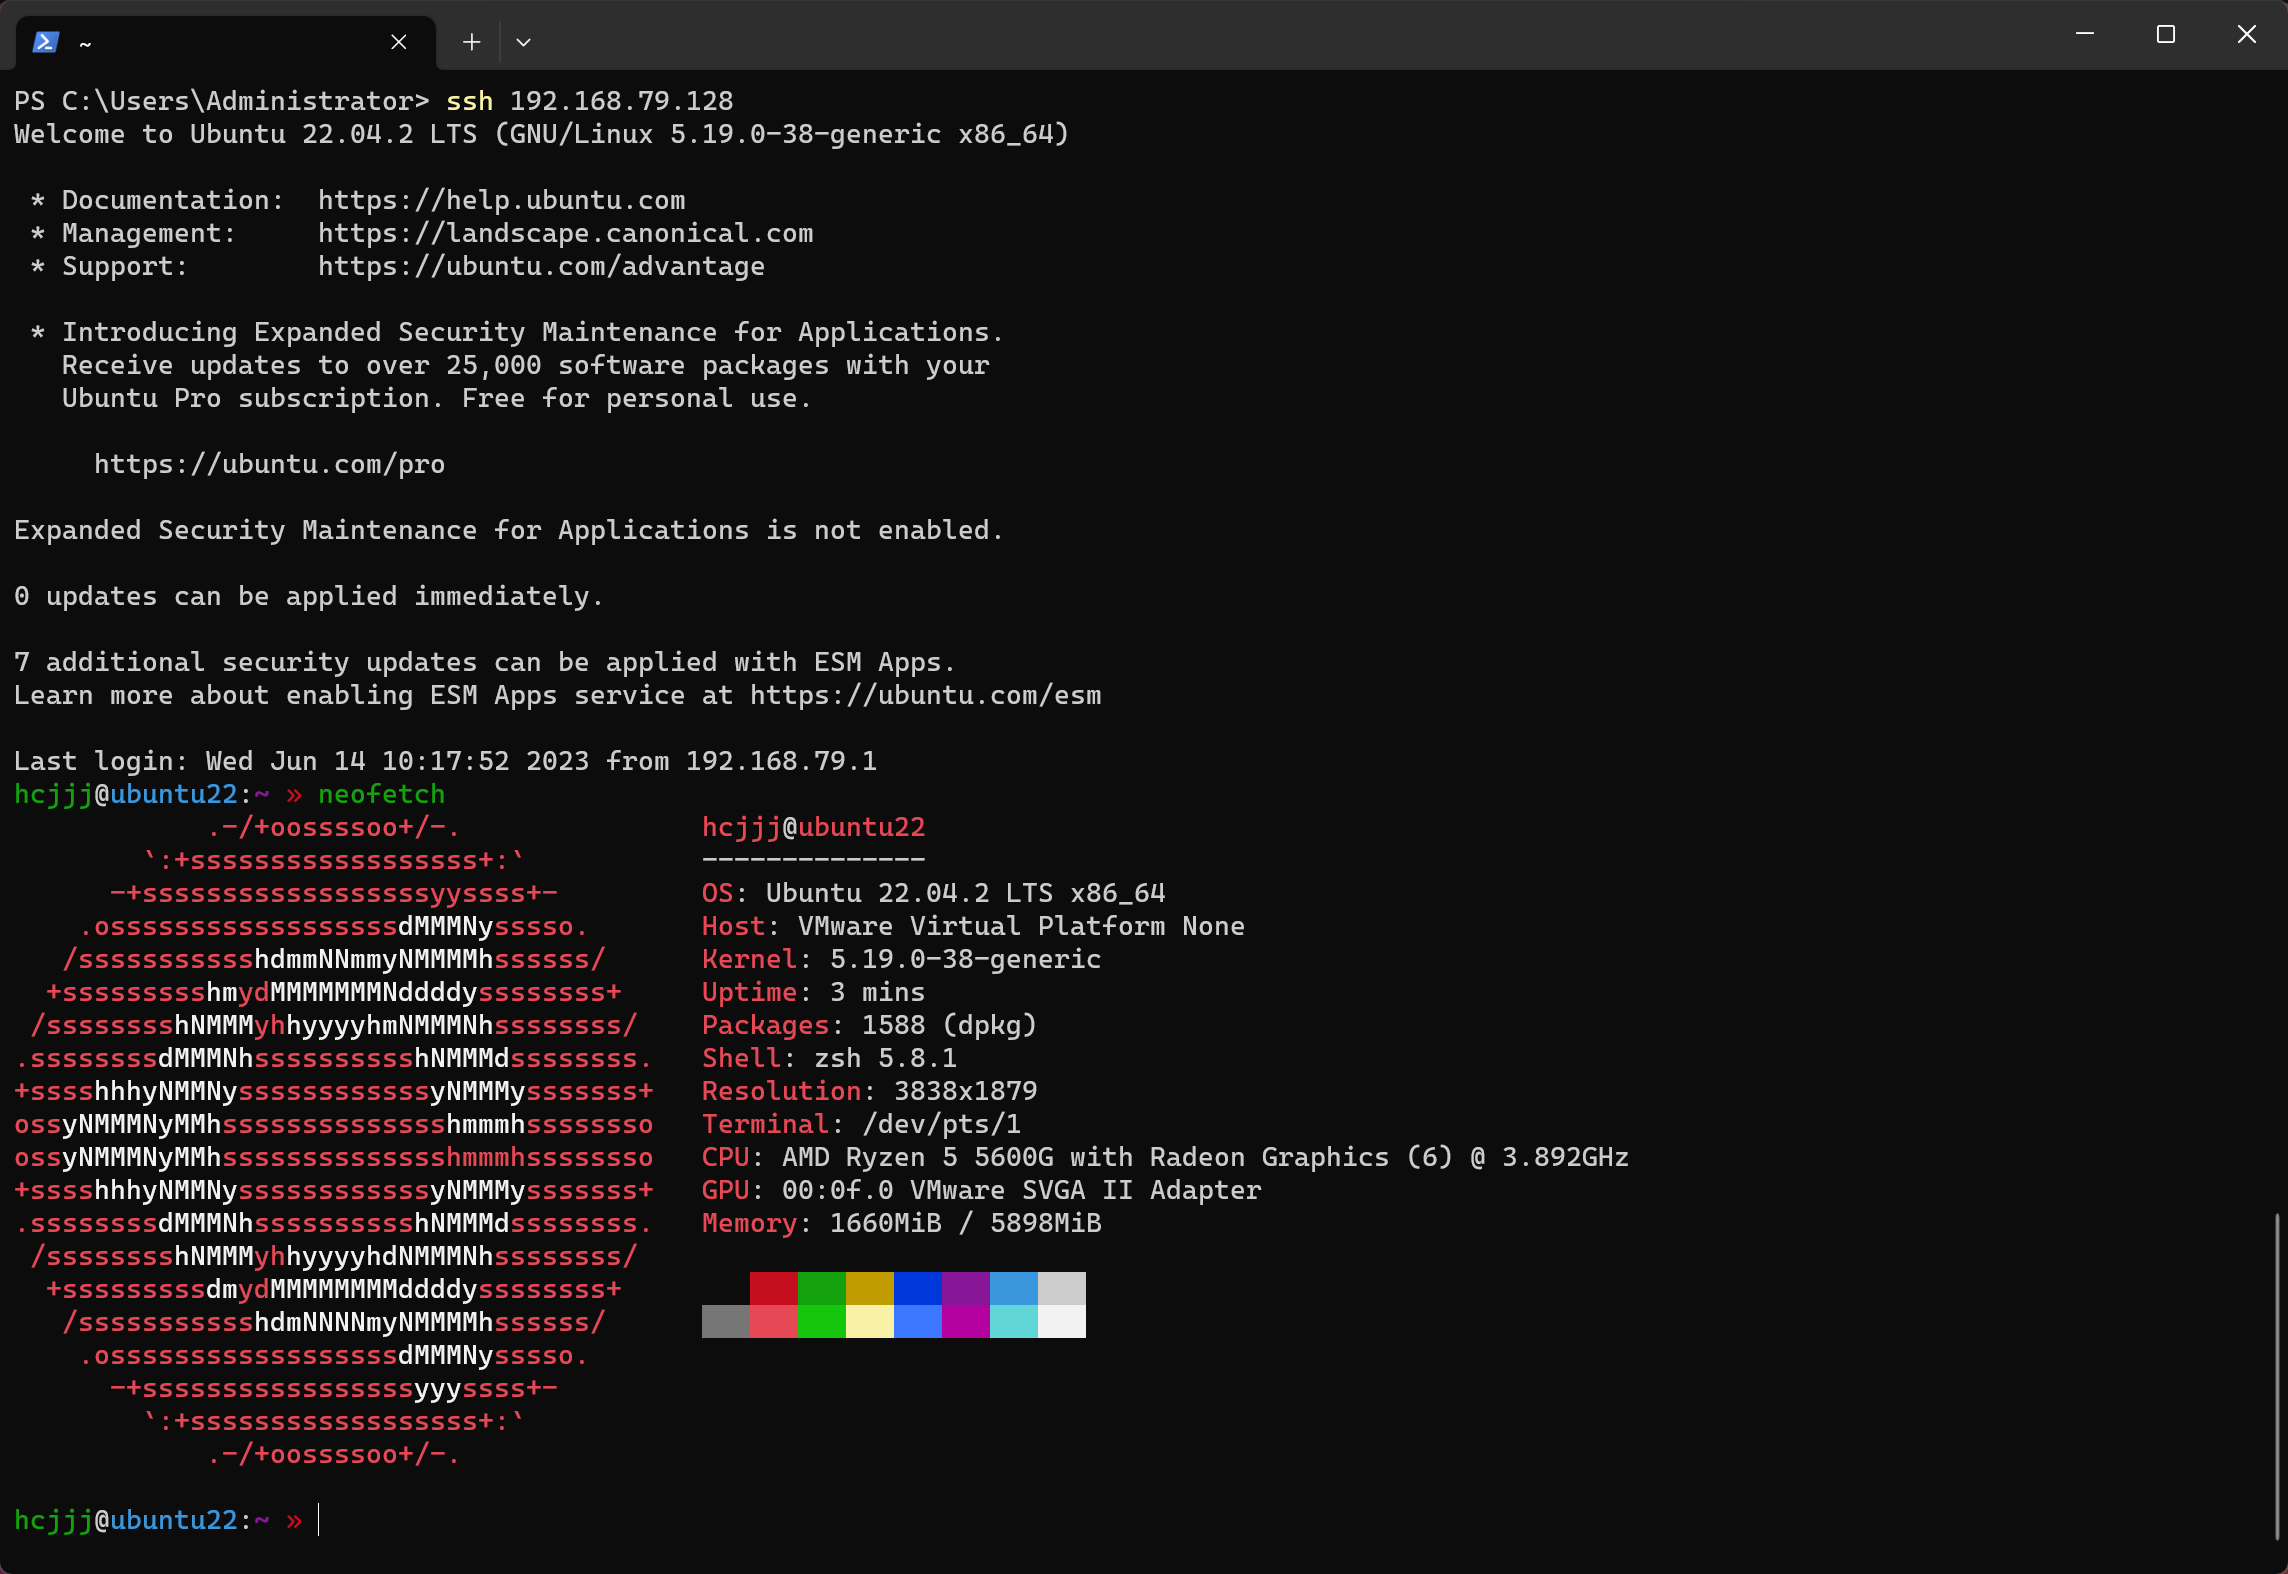 ~
PS C:\Users\Administrator> ssh 192.168.79.128
Welcome to Ubuntu 22.04.2 LTS (GNU/Linux 5.19.0-38-generic x86_64)
 * Documentation:  https://help.ubuntu.com
 * Management:     https://landscape.canonical.com
 * Support:        https://ubuntu.com/advantage
 * Introducing Expanded Security Maintenance for Applications.
   Receive updates to over 25,000 software packages with your
   Ubuntu Pro subscription. Free for personal use.
     https://ubuntu.com/pro
Expanded Security Maintenance for Applications is not enabled.
0 updates can be applied immediately.
7 additional security updates can be applied with ESM Apps.
Learn more about enabling ESM Apps service at https://ubuntu.com/esm
Last login: Wed Jun 14 10:17:52 2023 from 192.168.79.1
hcjjj@ubuntu22:~ » neofetch
            .-/+oossssoo+/-.               hcjjj@ubuntu22
        `:+ssssssssssssssssss+:`           --------------
      -+ssssssssssssssssssyyssss+-         OS: Ubuntu 22.04.2 LTS x86_64
    .ossssssssssssssssssdMMMNysssso.       Host: VMware Virtual Platform None
   /ssssssssssshdmmNNmmyNMMMMhssssss/      Kernel: 5.19.0-38-generic
  +ssssssssshmydMMMMMMMNddddyssssssss+     Uptime: 3 mins
 /sssssssshNMMMyhhyyyyhmNMMMNhssssssss/    Packages: 1588 (dpkg)
.ssssssssdMMMNhsssssssssshNMMMdssssssss.   Shell: zsh 5.8.1
+sssshhhyNMMNyssssssssssssyNMMMysssssss+   Resolution: 3838x1879
ossyNMMMNyMMhsssssssssssssshmmmhssssssso   Terminal: /dev/pts/1
ossyNMMMNyMMhsssssssssssssshmmmhssssssso   CPU: AMD Ryzen 5 5600G with Radeon Graphics (6) @ 3.892GHz
+sssshhhyNMMNyssssssssssssyNMMMysssssss+   GPU: 00:0f.0 VMware SVGA II Adapter
.ssssssssdMMMNhsssssssssshNMMMdssssssss.   Memory: 1660MiB / 5898MiB
 /sssssssshNMMMyhhyyyyhdNMMMNhssssssss/
  +sssssssssdmydMMMMMMMMddddyssssssss+
   /ssssssssssshdmNNNNmyNMMMMhssssss/
    .ossssssssssssssssssdMMMNysssso.
      -+sssssssssssssssssyyyssss+-
        `:+ssssssssssssssssss+:`
            .-/+oossssoo+/-.
hcjjj@ubuntu22:~ »